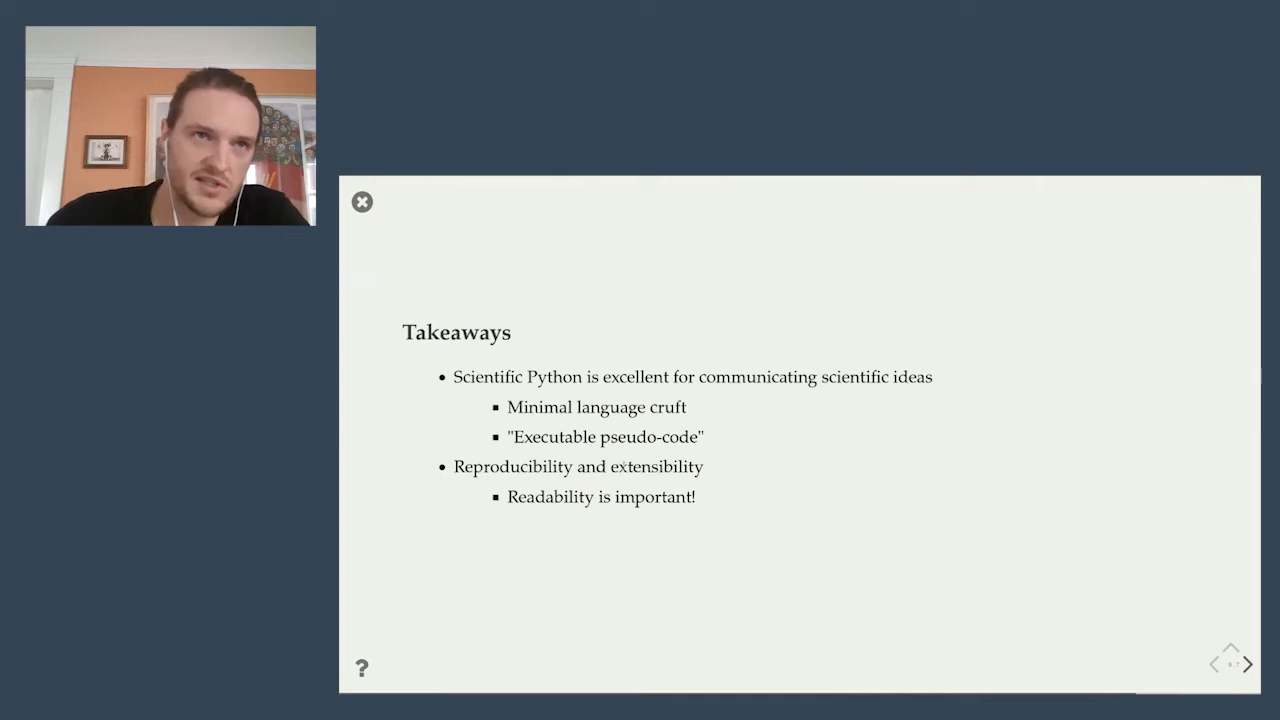 Takeaways
Scientific Python is excellent for communicating scientific ideas
Minimal language cruft
"Executable pseudo-code"
Reproducibility and extensibility
Readability is important!
?